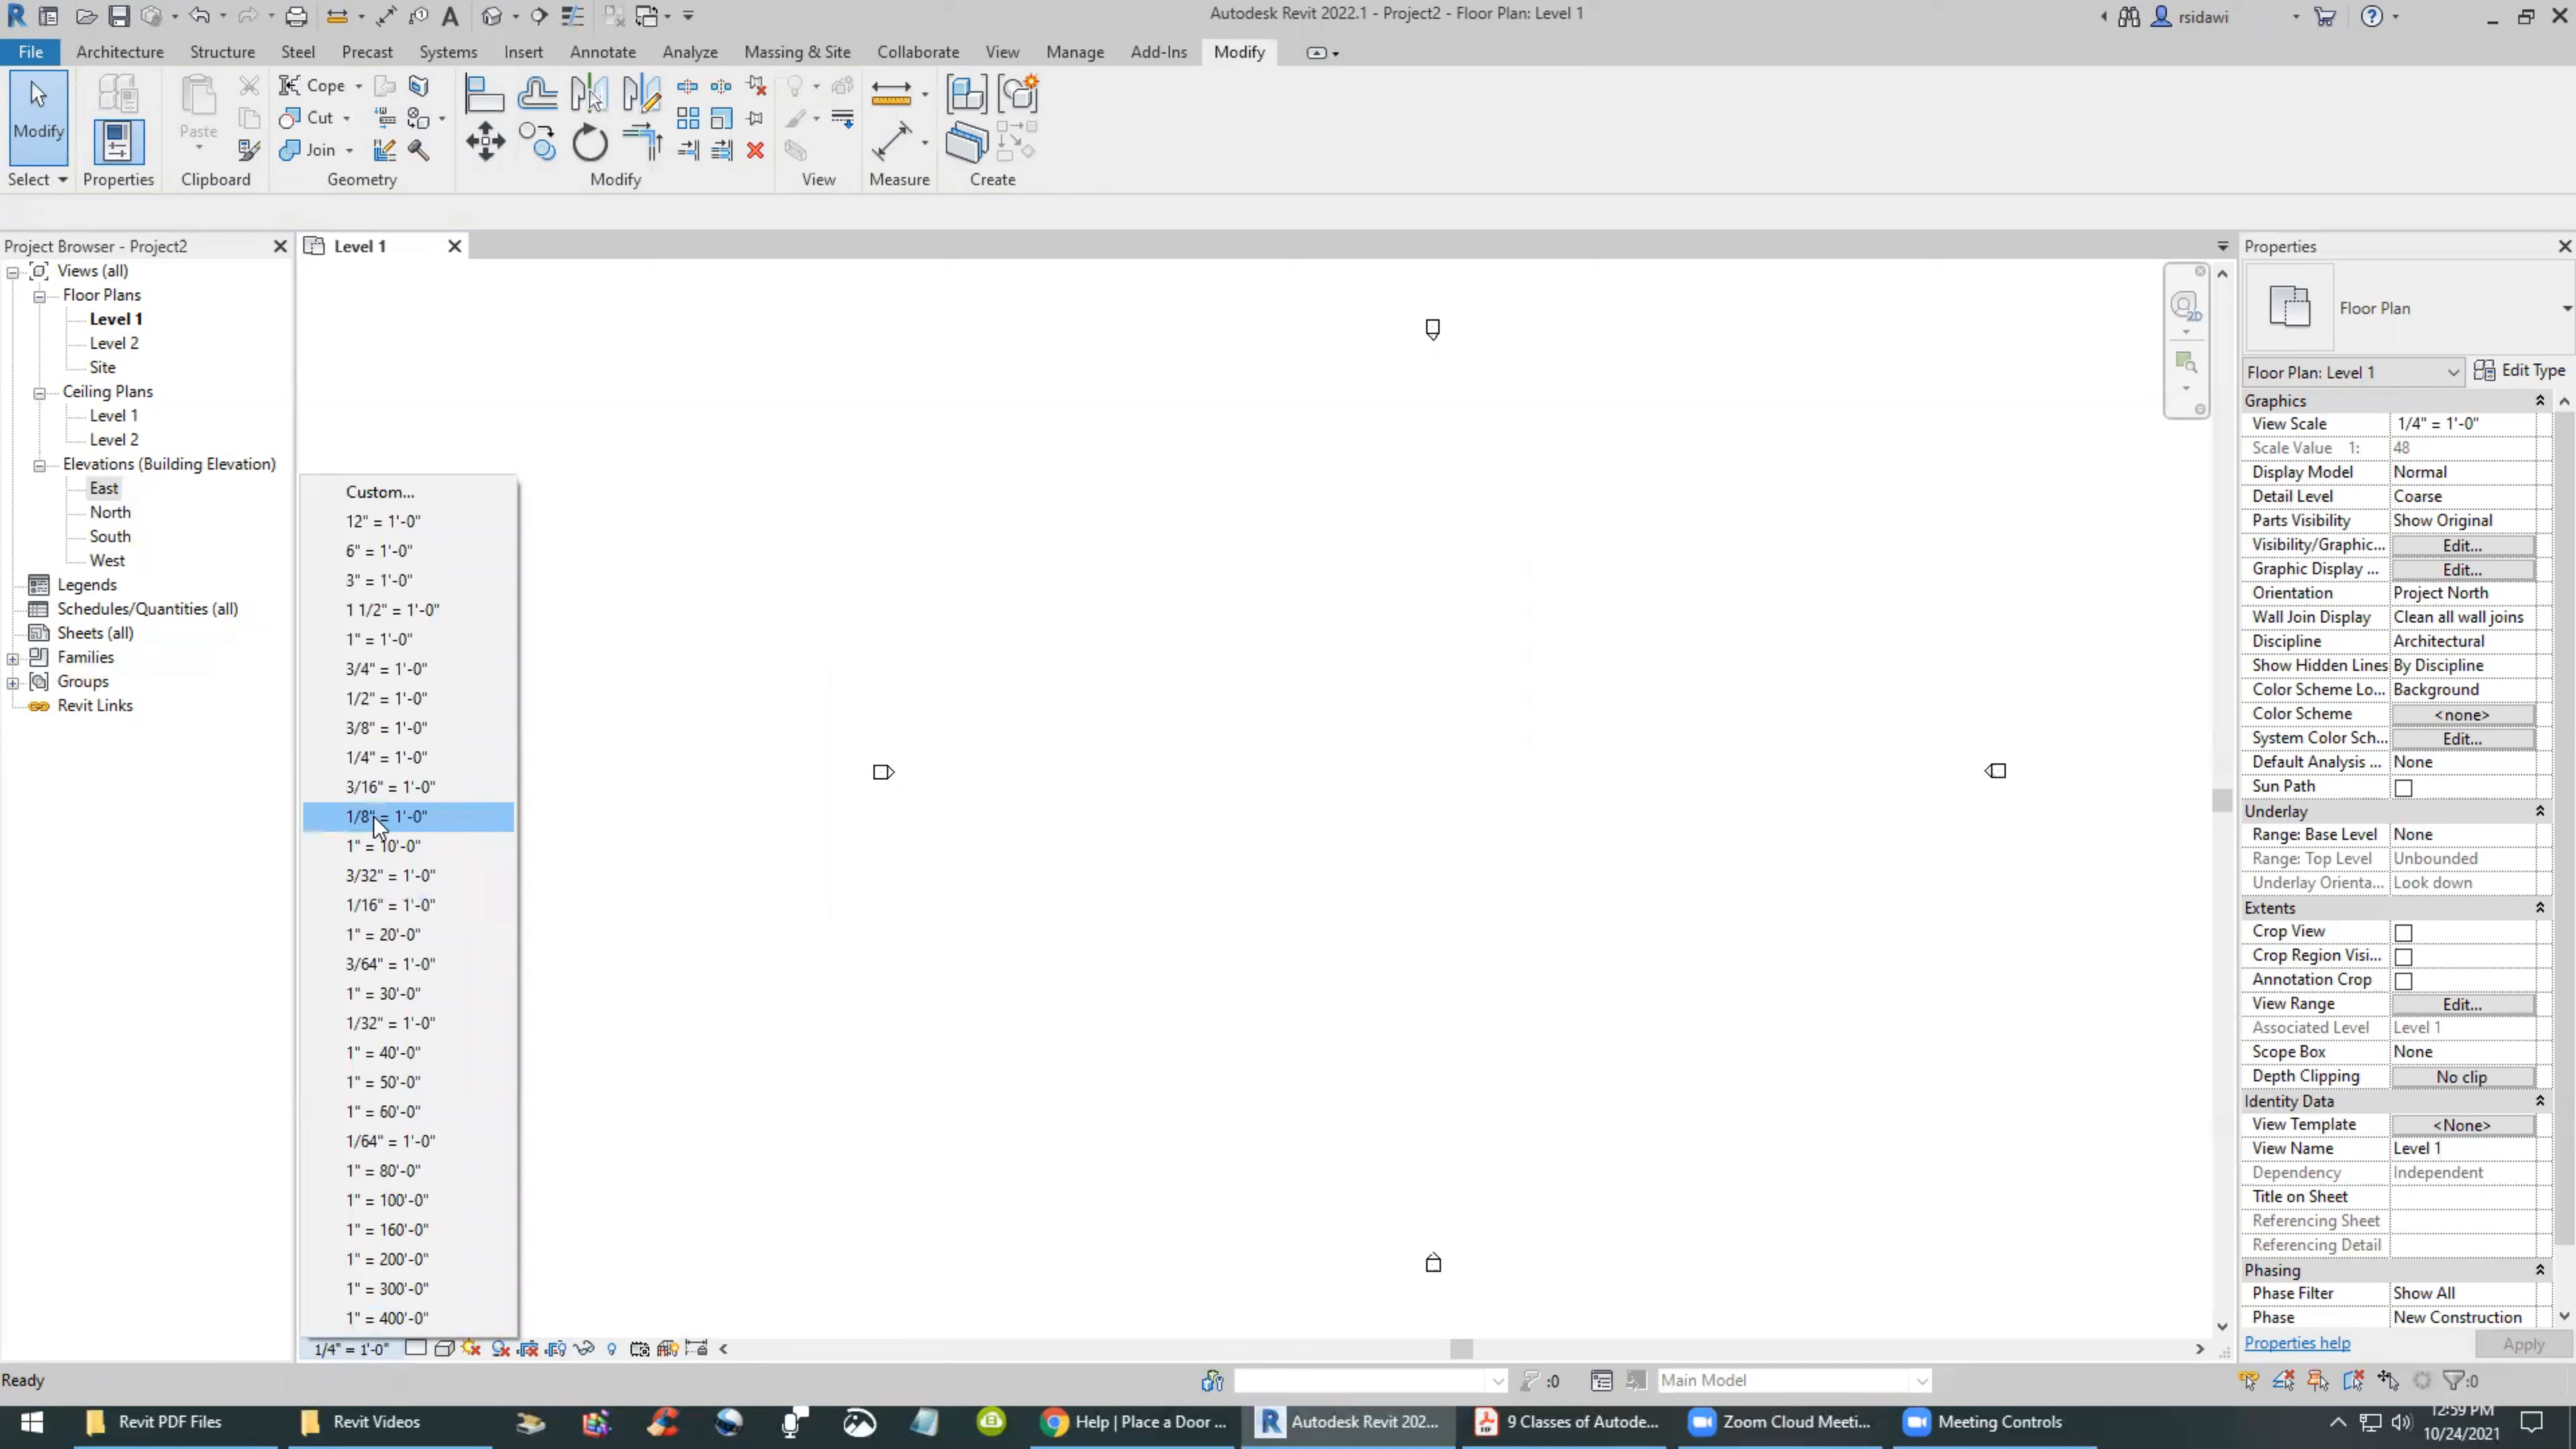 Autodesk Revit 2022.1 - Project2 - Floor Plan: Level 1
rsidawi
File Architecture Structure Steel Precast Systems Insert Annotate Analyze Massing & Site Collaborate View Manage Add-Ins Modify
Modify
Paste
Cope
Cut
Join
Select Properties Clipboard Geometry Modify View Measure Create
Project Browser - Project2
Views (all)
Floor Plans
Level 1
Level 2
Site
Ceiling Plans
Level 1
Level 2
Elevations (Building Elevation)
East
North
South
West
Legends
Schedules/Quantities (all)
Sheets (all)
Families
Groups
Revit Links
Level 1
2D
Custom...
12" = 1'-0"
6" = 1'-0"
3" = 1'-0"
1 1/2" = 1'-0"
1" = 1'-0"
3/4" = 1'-0"
1/2" = 1'-0"
3/8" = 1'-0"
1/4" = 1'-0"
3/16" = 1'-0"
1/8" = 1'-0"
1" = 10'-0"
3/32" = 1'-0"
1/16" = 1'-0"
1" = 20'-0"
3/64" = 1'-0"
1" = 30'-0"
1/32" = 1'-0"
1" = 40'-0"
1" = 50'-0"
1" = 60'-0"
1/64" = 1'-0"
1" = 80'-0"
1" = 100'-0"
1" = 160'-0"
1" = 200'-0"
1" = 300'-0"
1" = 400'-0"
1/4" = 1'-0"
Properties
Floor Plan
Floor Plan: Level 1 Edit Type
Graphics
View Scale 1/4" = 1'-0"
Scale Value 1: 48
Display Model Normal
Detail Level Coarse
Parts Visibility Show Original
Visibility/Graphic... Edit...
Graphic Display ... Edit...
Orientation Project North
Wall Join Display Clean all wall joins
Discipline Architectural
Show Hidden Lines By Discipline
Color Scheme Lo... Background
Color Scheme <none>
System Color Sch... Edit...
Default Analysis ... None
Sun Path
Underlay
Range: Base Level None
Range: Top Level Unbounded
Underlay Orienta... Look down
Extents
Crop View
Crop Region Visi...
Annotation Crop
View Range Edit...
Associated Level Level 1
Scope Box None
Depth Clipping No clip
Identity Data
View Template <None>
View Name Level 1
Dependency Independent
Title on Sheet
Referencing Sheet
Referencing Detail
Phasing
Phase Filter Show All
Phase New Construction
Properties help Apply
Ready :0 Main Model :0
Revit PDF Files Revit Videos Help | Place a Door ... Autodesk Revit 202... 9 Classes of Autode... Zoom Cloud Meeti... Meeting Controls
12:59 PM
10/24/2021